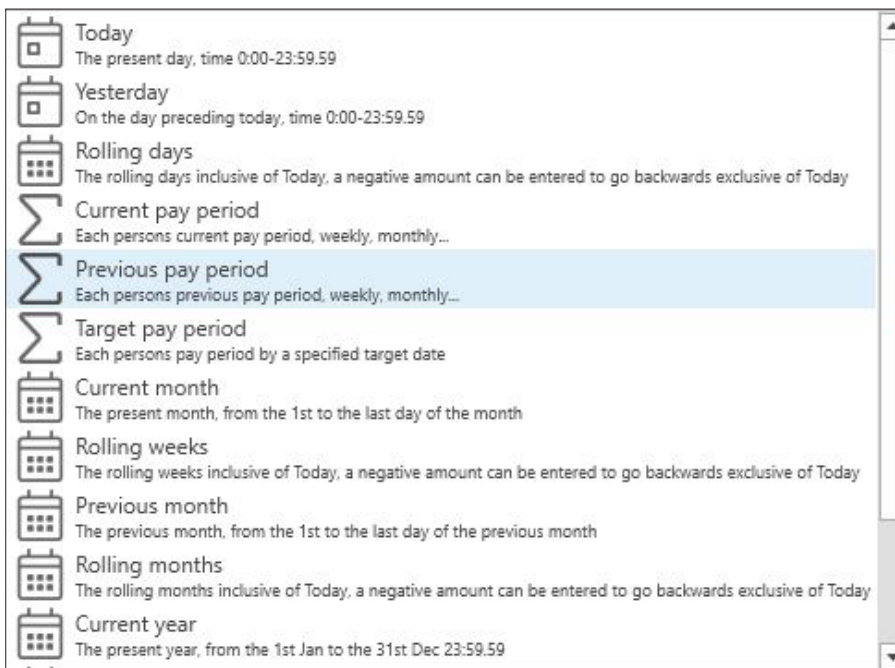 Today
The present day, time 0:00-23:59.59
Yesterday
On the day preceding today, time 0:00-23:59.59
Rolling days
The rolling days inclusive of Today, a negative amount can be entered to go backwards exclusive of Today
Current pay period
Each persons current pay period, weekly, monthly...
Previous pay period
Each persons previous pay period, weekly, monthly...
Target pay period
Each persons pay period by a specified target date
Current month
The present month, from the 1st to the last day of the month
Rolling weeks
The rolling weeks inclusive of Today, a negative amount can be entered to go backwards exclusive of Today
Previous month
The previous month, from the 1st to the last day of the previous month
Rolling months
The rolling months inclusive of Today, a negative amount can be entered to go backwards exclusive of Today
Current year
The present year, from the 1st Jan to the 31st Dec 23:59.59